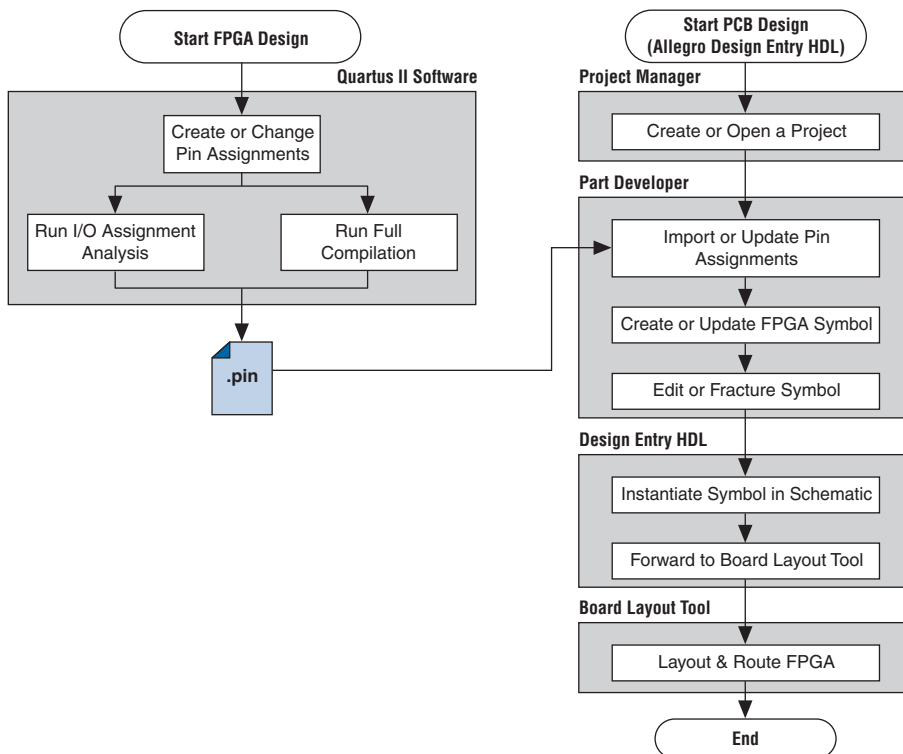 Start FPGA Design
Quartus II Software
Create or Change
Pin Assignments
Run I/O Assignment
Analysis
Run Full
Compilation
.pin
Start PCB Design
(Allegro Design Entry HDL)
Project Manager
Create or Open a Project
Part Developer
Import or Update Pin
Assignments
Create or Update FPGA Symbol
Edit or Fracture Symbol
Design Entry HDL
Instantiate Symbol in Schematic
Forward to Board Layout Tool
Board Layout Tool
Layout & Route FPGA
End